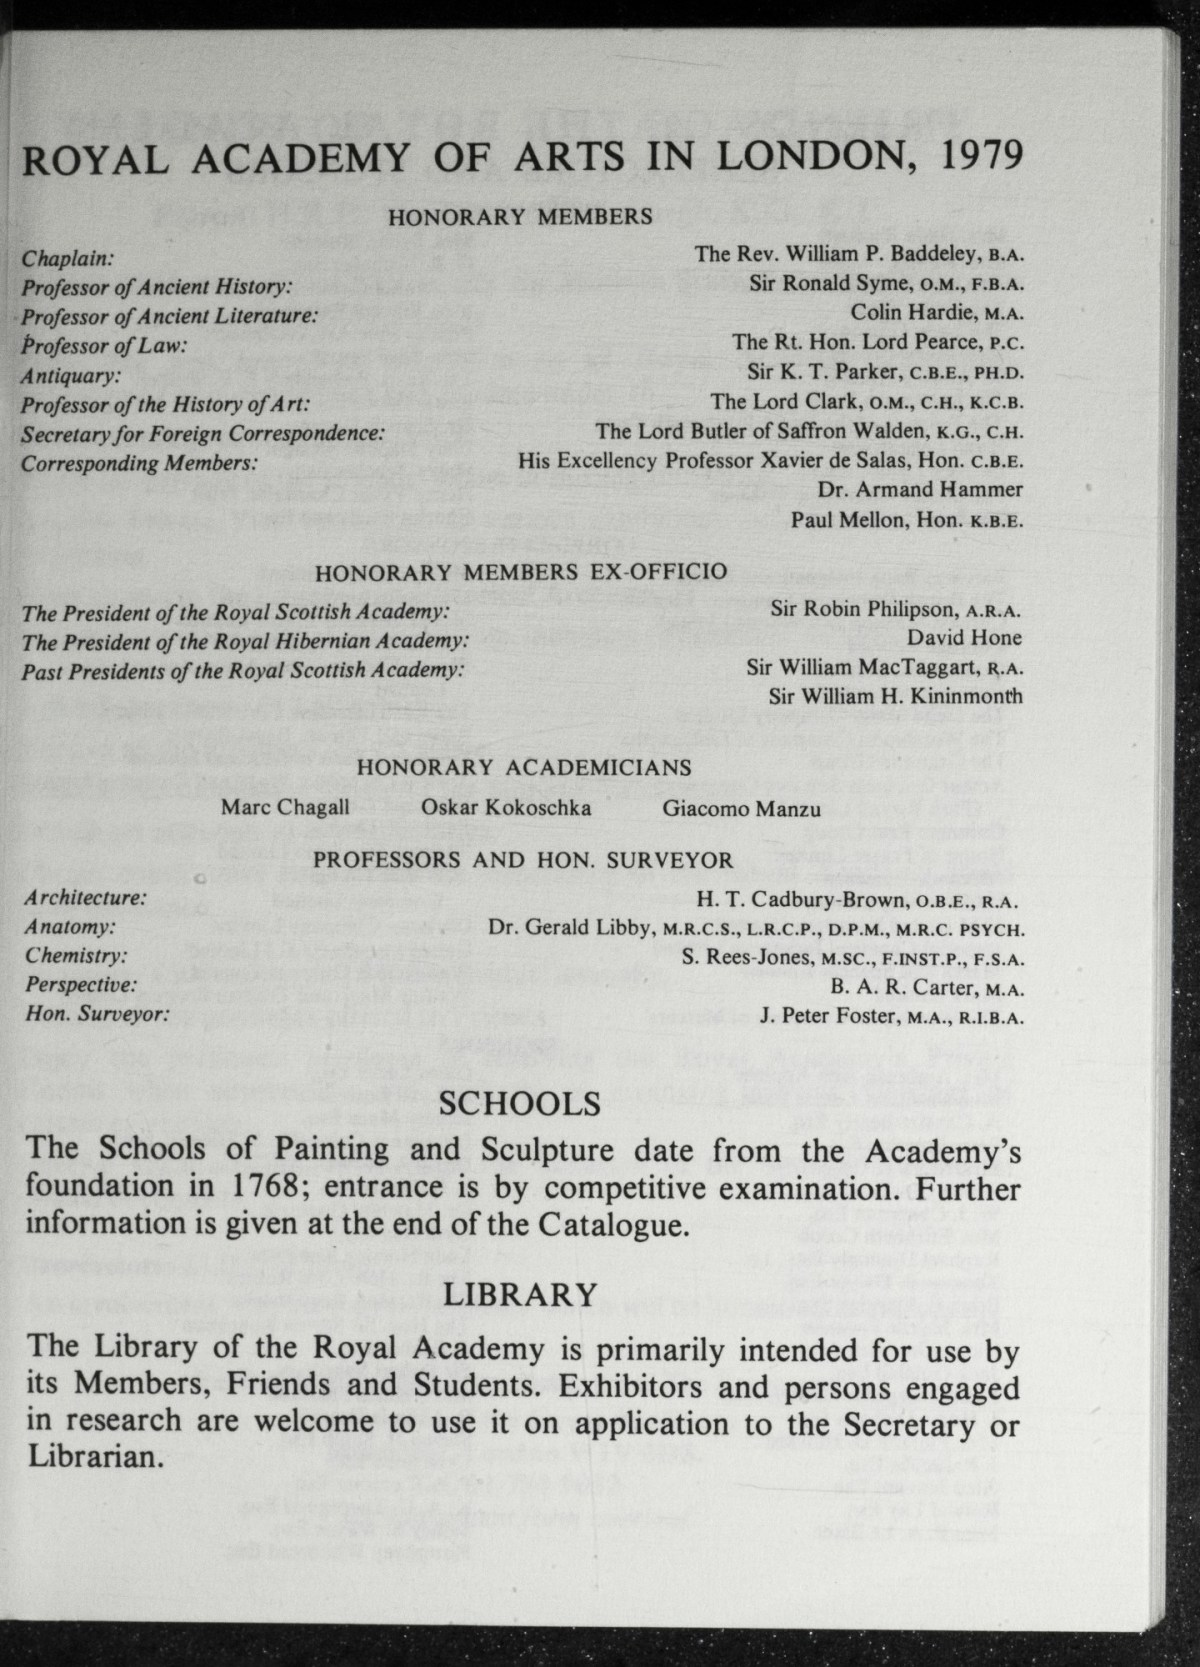 ROYAL ACADEMY OF ARTS IN LONDON, 1979
HONORARY MEMBERS
Chaplain: The Rev. William P. Baddeley, B.A.
Professor of Ancient History: Sir Ronald Syme, O.M., F.B.A.
Professor of Ancient Literature: Colin Hardie, M.A.
Professor of Law: The Rt. Hon. Lord Pearce, P.C.
Antiquary: Sir K. T. Parker, C.B.E., PH.D.
Professor of the History of Art: The Lord Clark, O.M., C.H., K.C.B.
Secretary for Foreign Correspondence: The Lord Butler of Saffron Walden, K.G., C.H.
Corresponding Members: His Excellency Professor Xavier de Salas, Hon. C.B.E.
Dr. Armand Hammer
Paul Mellon, Hon. K.B.E.
HONORARY MEMBERS EX-OFFICIO
The President of the Royal Scottish Academy: Sir Robin Philipson, A.R.A.
The President of the Royal Hibernian Academy: David Hone
Past Presidents of the Royal Scottish Academy: Sir William MacTaggart, R.A.
Sir William H. Kininmonth
HONORARY ACADEMICIANS
Marc Chagall Oskar Kokoschka Giacomo Manzu
PROFESSORS AND HON. SURVEYOR
Architecture: H. T. Cadbury-Brown, O.B.E., R.A.
Anatomy: Dr. Gerald Libby, M.R.C.S., L.R.C.P., D.P.M., M.R.C. PSYCH.
Chemistry: S. Rees-Jones, M.SC., F.INST.P., F.S.A.
Perspective: B. A. R. Carter, M.A.
Hon. Surveyor: J. Peter Foster, M.A., R.I.B.A.
SCHOOLS
The Schools of Painting and Sculpture date from the Academy's
foundation in 1768; entrance is by competitive examination. Further
information is given at the end of the Catalogue.
LIBRARY
The Library of the Royal Academy is primarily intended for use by
its Members, Friends and Students. Exhibitors and persons engaged
in research are welcome to use it on application to the Secretary or
Librarian.